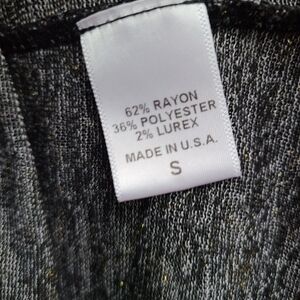 62% RAYON
36% POLYESTER
2% LUREX
MADE IN U.S.A.
S